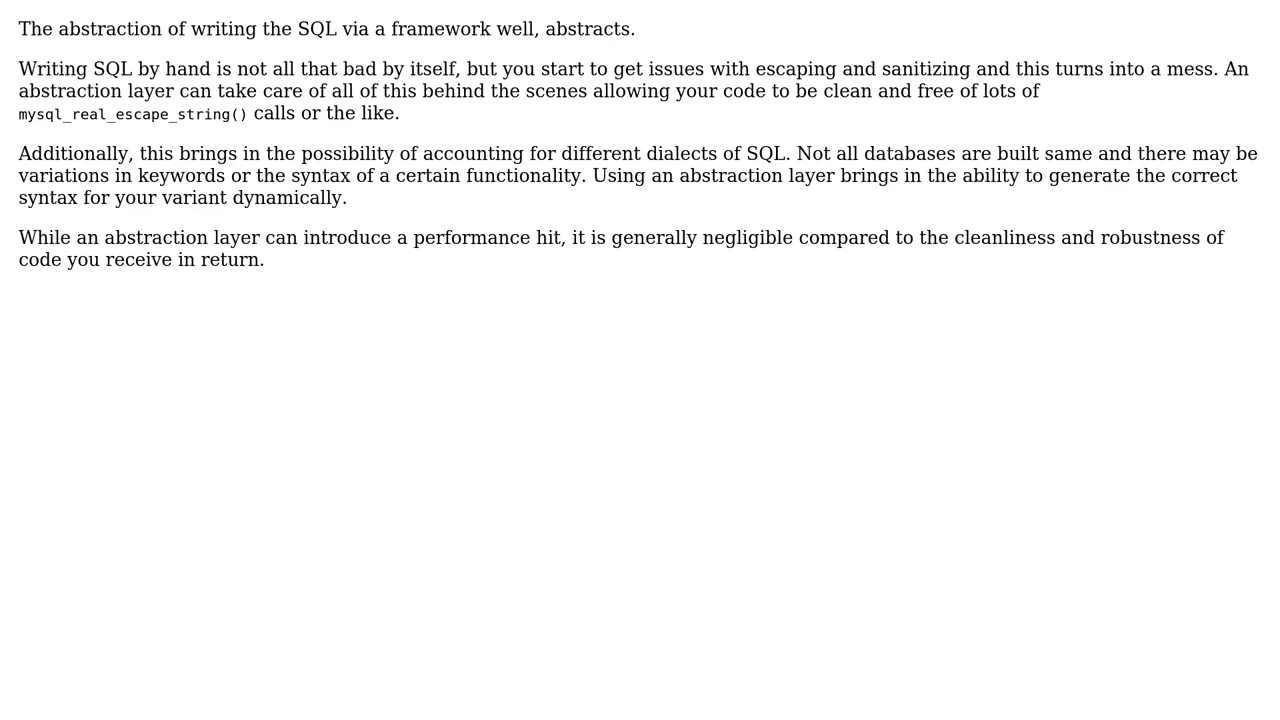 The abstraction of writing the SQL via a framework well, abstracts.
Writing SQL by hand is not all that bad by itself, but you start to get issues with escaping and sanitizing and this turns into a mess. An
abstraction layer can take care of all of this behind the scenes allowing your code to be clean and free of lots of
mysql_real_escape_string() calls or the like.
Additionally, this brings in the possibility of accounting for different dialects of SQL. Not all databases are built same and there may be
variations in keywords or the syntax of a certain functionality. Using an abstraction layer brings in the ability to generate the correct
syntax for your variant dynamically.
While an abstraction layer can introduce a performance hit, it is generally negligible compared to the cleanliness and robustness of
code you receive in return.